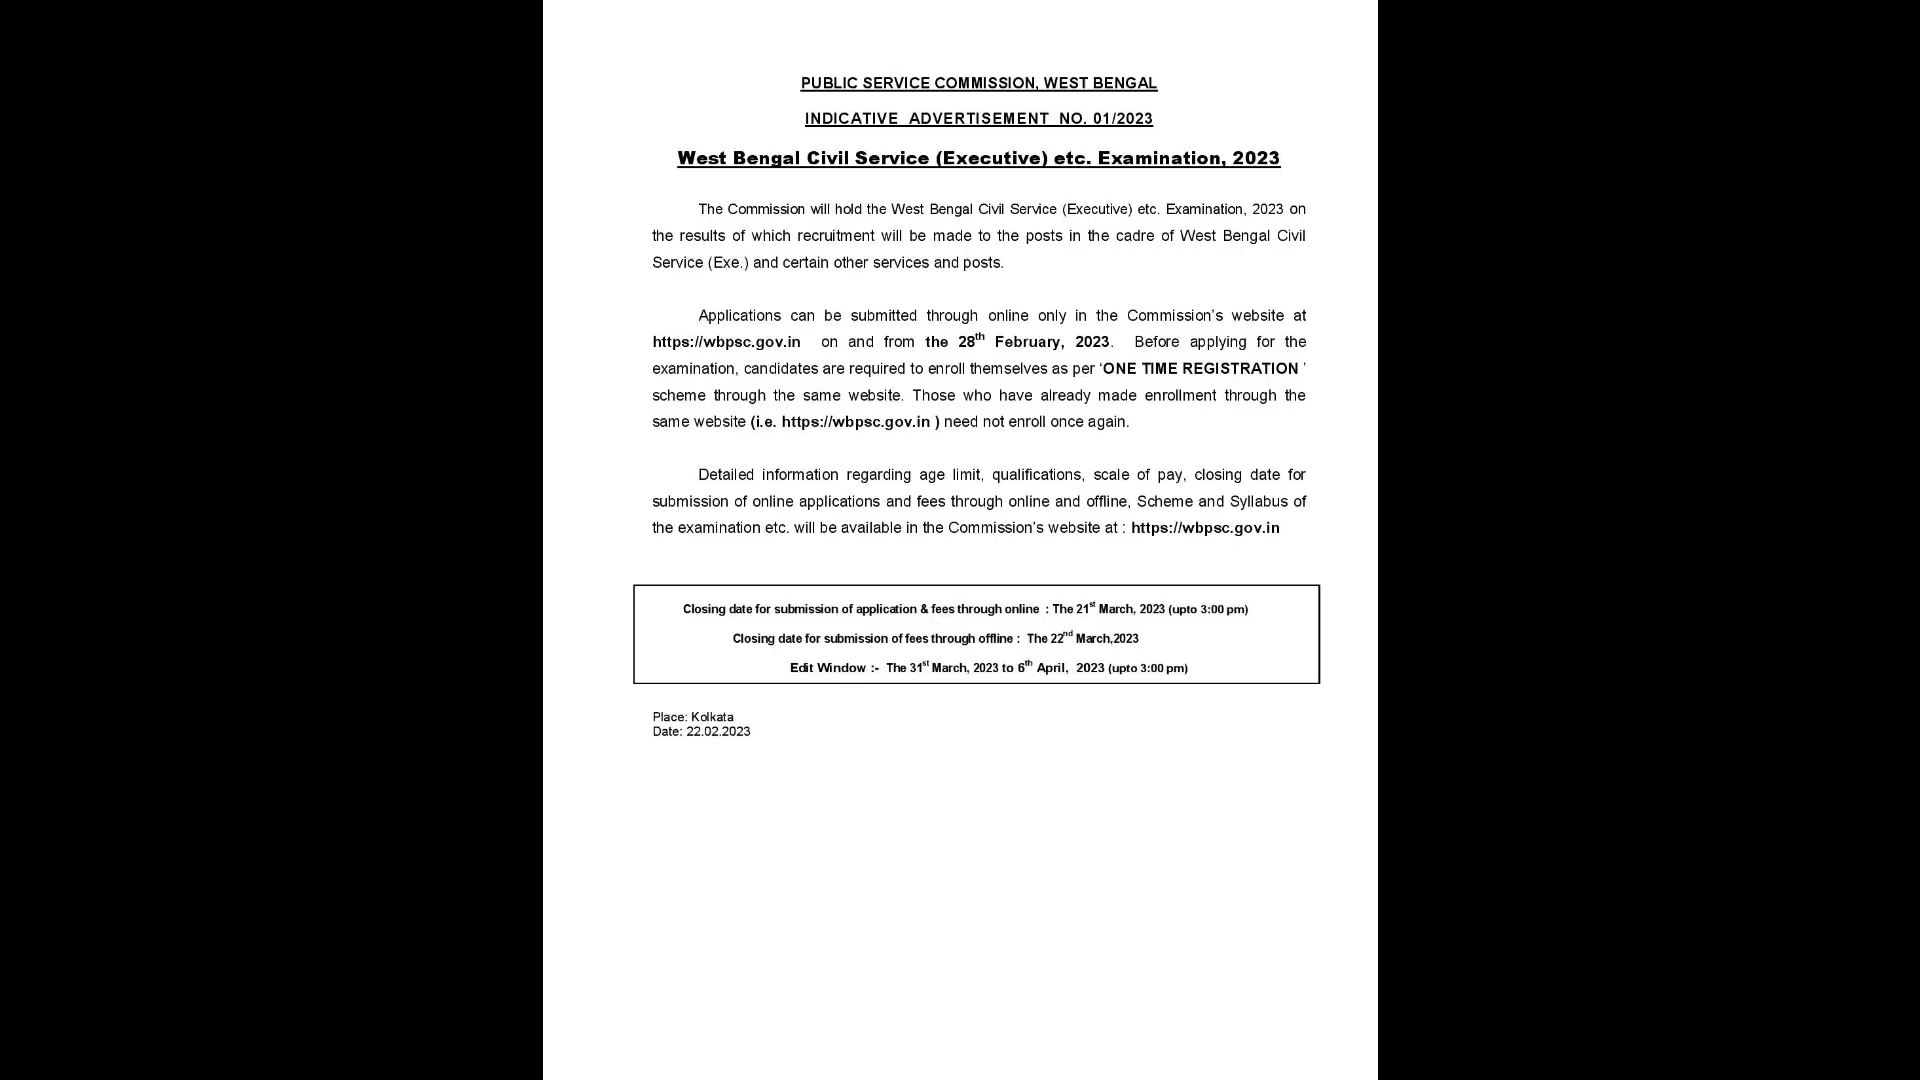 PUBLIC SERVICE COMMISSION, WEST BENGAL
INDICATIVE ADVERTISEMENT NO. 01/2023
West Bengal Civil Service (Executive) etc. Examination, 2023
The Commission will hold the West Bengal Civil Service (Executive) etc. Examination, 2023 on
the results of which recruitment will be made to the posts in the cadre of West Bengal Civil
Service (Exe.) and certain other services and posts.
Applications can be submitted through online only in the Commission's website at
https://wbpsc.gov.in on and from the 28th February, 2023. Before applying for the
examination, candidates are required to enroll themselves as per 'ONE TIME REGISTRATION '
scheme through the same website. Those who have already made enrollment through the
same website (i.e. https://wbpsc.gov.in ) need not enroll once again.
Detailed information regarding age limit, qualifications, scale of pay, closing date for
submission of online applications and fees through online and offline, Scheme and Syllabus of
the examination etc. will be available in the Commission's website at : https://wbpsc.gov.in
Closing date for submission of application & fees through online : The 21st March, 2023 (upto 3:00 pm)
Closing date for submission of fees through offline : The 22nd March,2023
Edit Window :- The 31st March, 2023 to 6th April, 2023 (upto 3:00 pm)
Place: Kolkata
Date: 22.02.2023